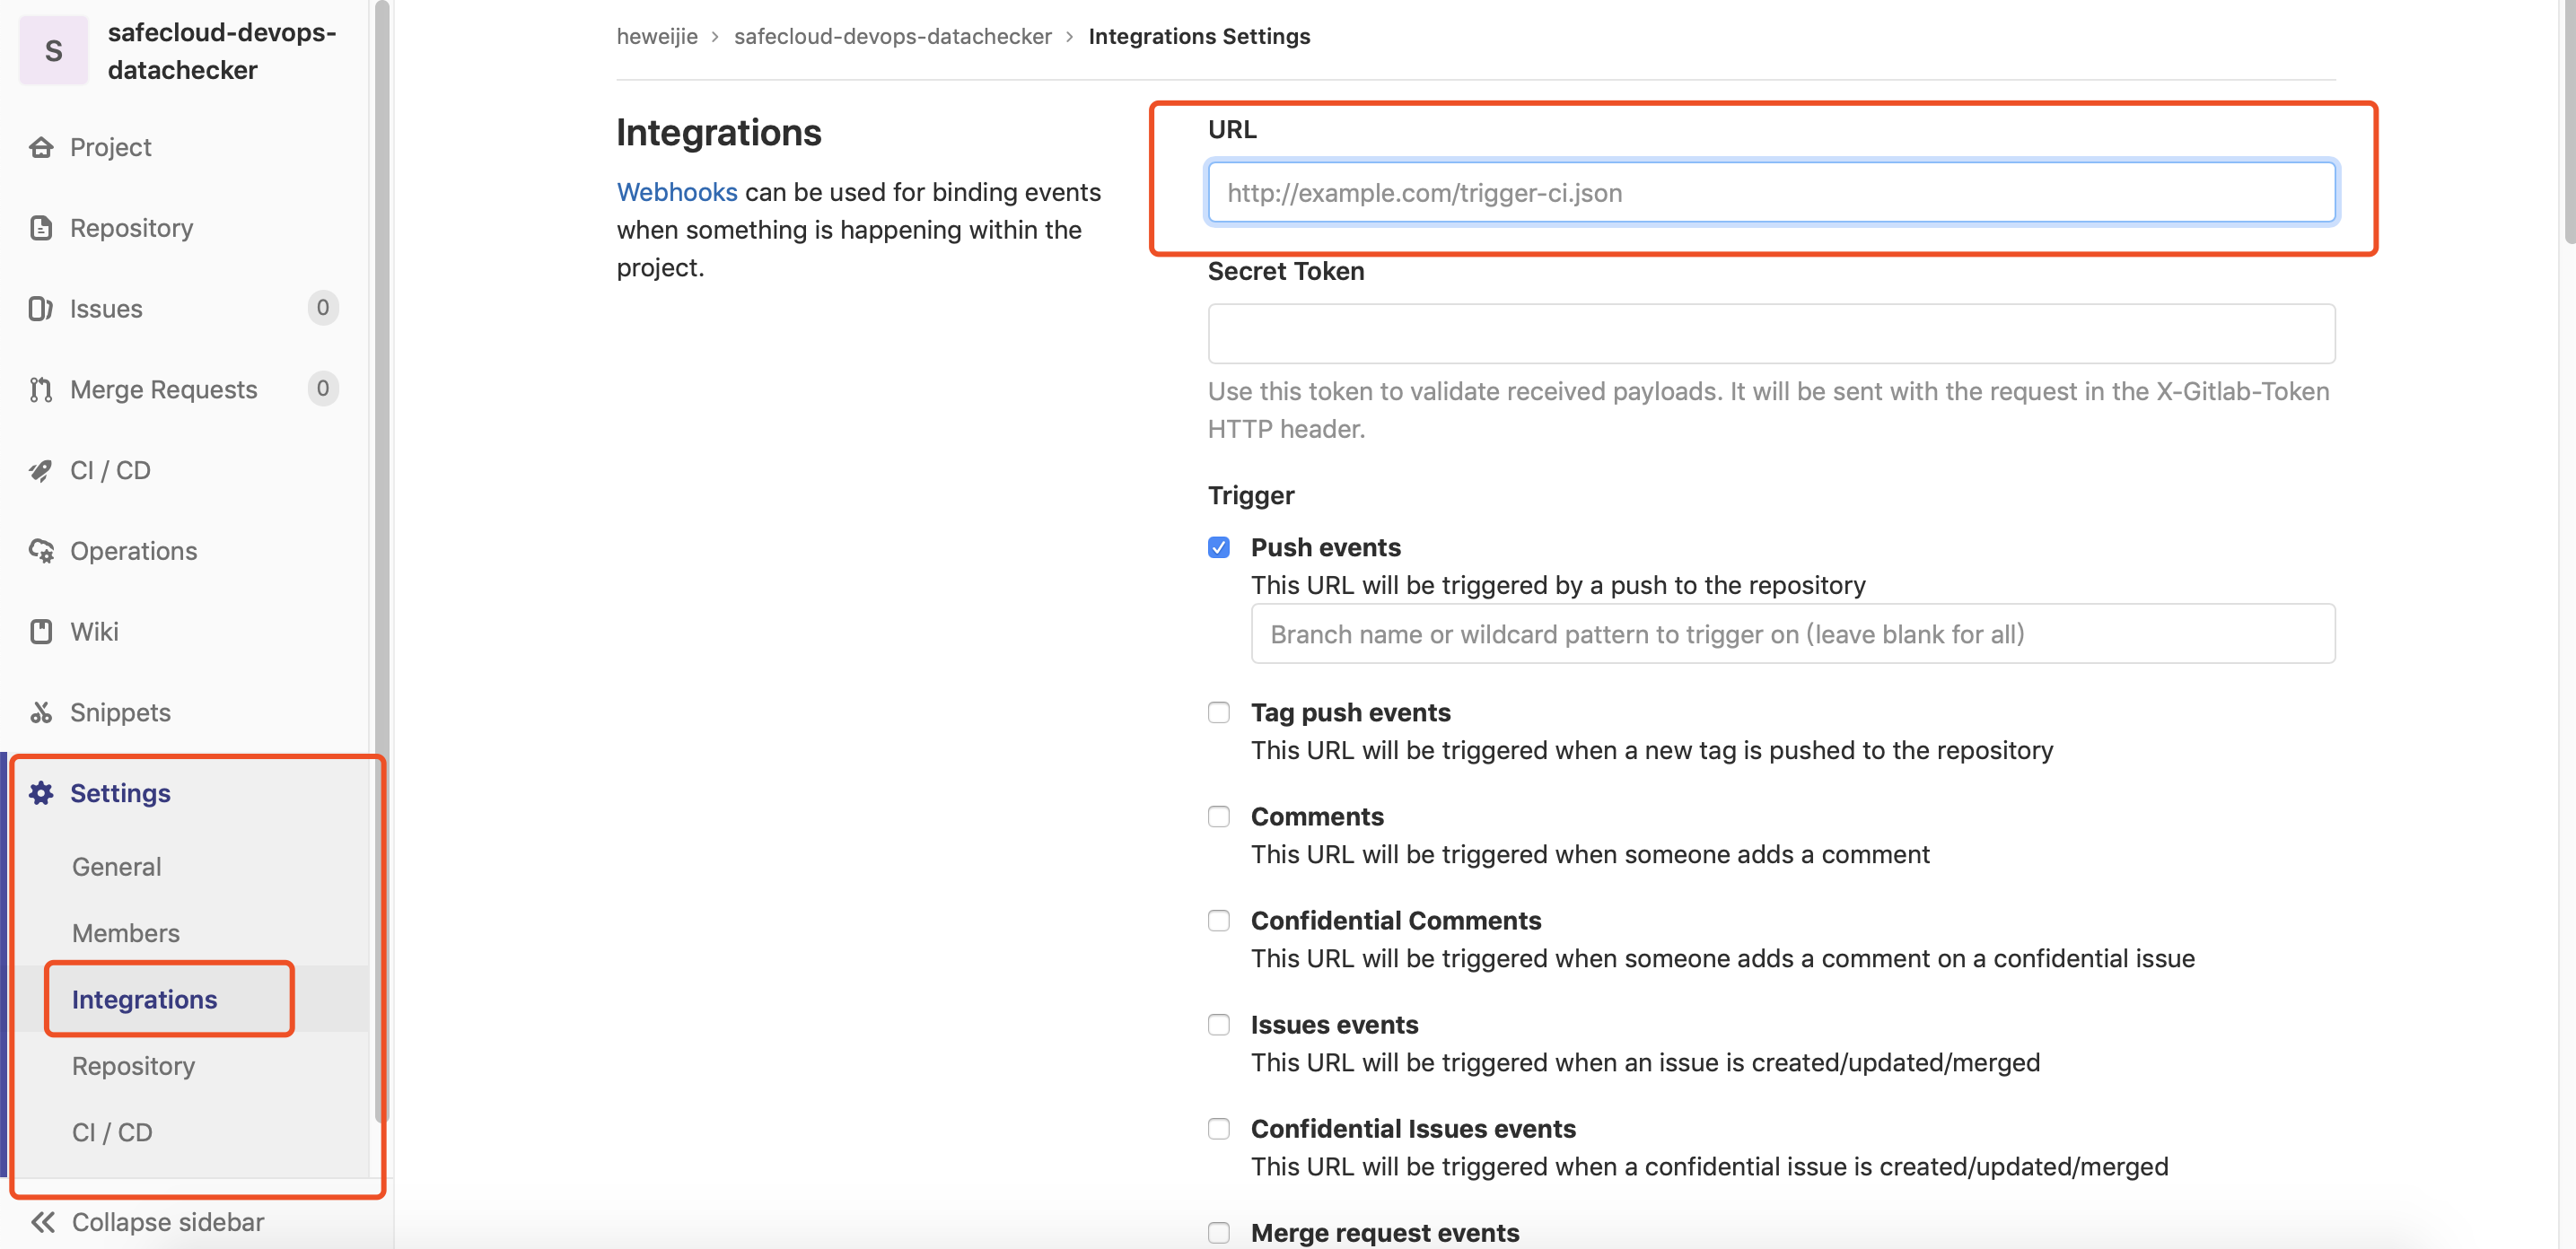 S
safecloud-devops-
datachecker
Project
Repository
Issues
0
Merge Requests
0
CI / CD
Operations
Wiki
Snippets
Settings
General
Members
Integrations
Repository
CI / CD
Collapse sidebar
heweijie › safecloud-devops-datachecker › Integrations Settings
Integrations
Webhooks can be used for binding events
when something is happening within the
project.
URL
http://example.com/trigger-ci.json
Secret Token
Use this token to validate received payloads. It will be sent with the request in the X-Gitlab-Token
HTTP header.
Trigger
Push events
This URL will be triggered by a push to the repository
Branch name or wildcard pattern to trigger on (leave blank for all)
Tag push events
This URL will be triggered when a new tag is pushed to the repository
Comments
This URL will be triggered when someone adds a comment
Confidential Comments
This URL will be triggered when someone adds a comment on a confidential issue
Issues events
This URL will be triggered when an issue is created/updated/merged
Confidential Issues events
This URL will be triggered when a confidential issue is created/updated/merged
Merge request events